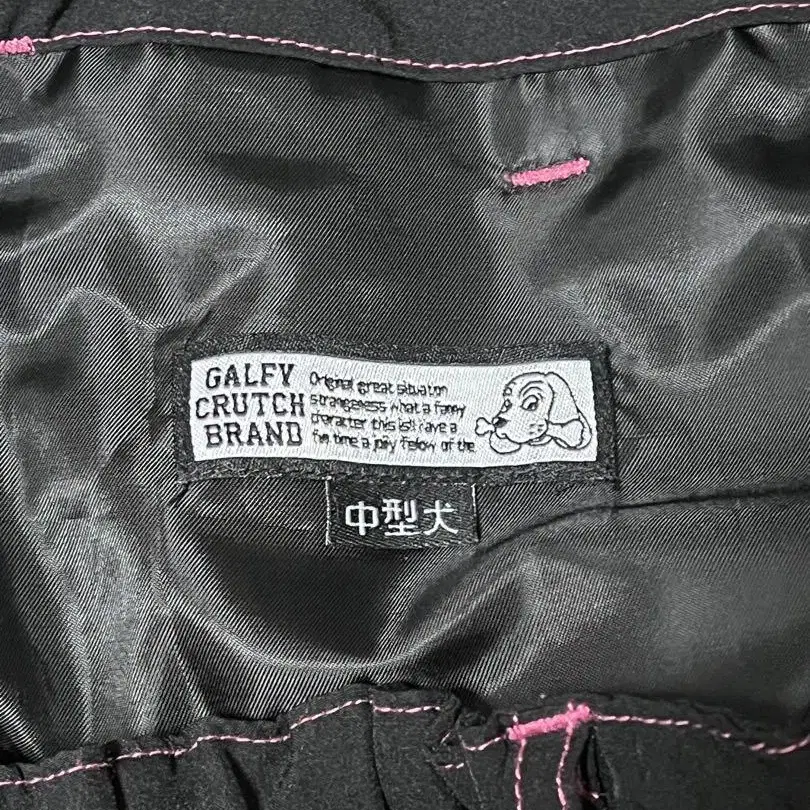 GALFY
CRUTCH
BRAND
Original great situation
strangeness what a fanny
character this is!! have a
fun time a jolly fellow of the
中型犬